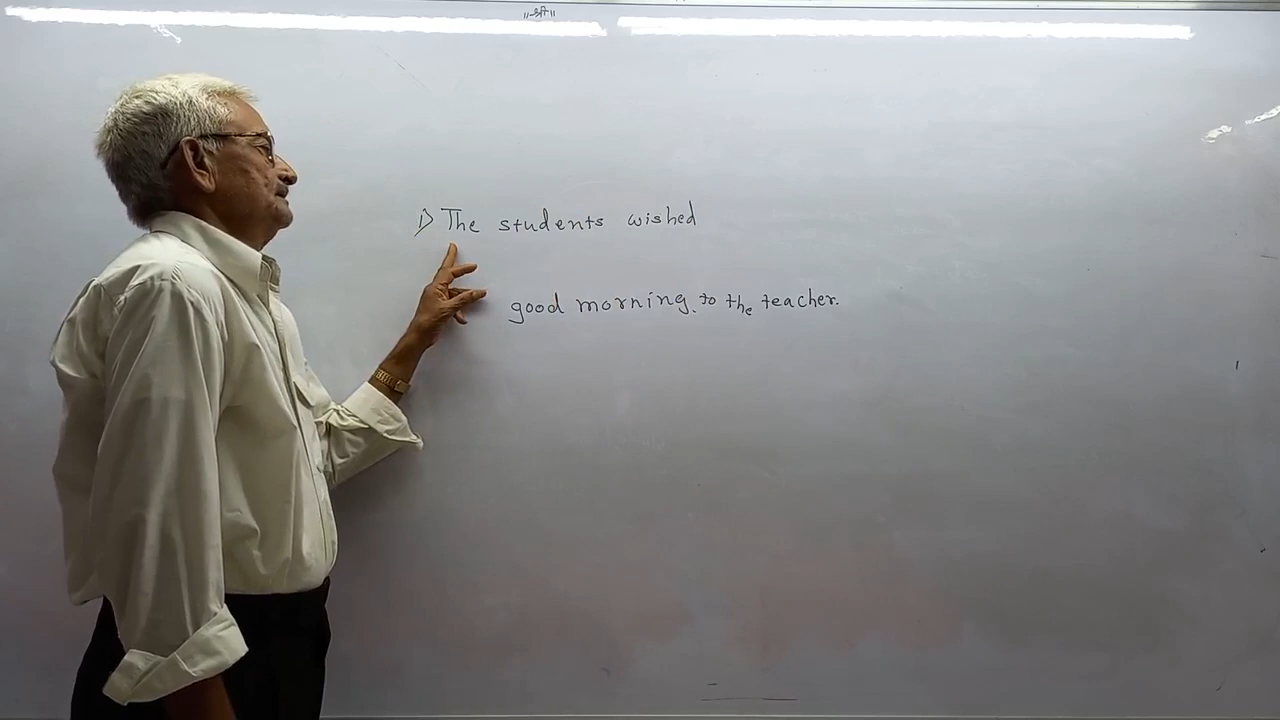 ॥श्री॥
1) The students wished
good morning. to the teacher.